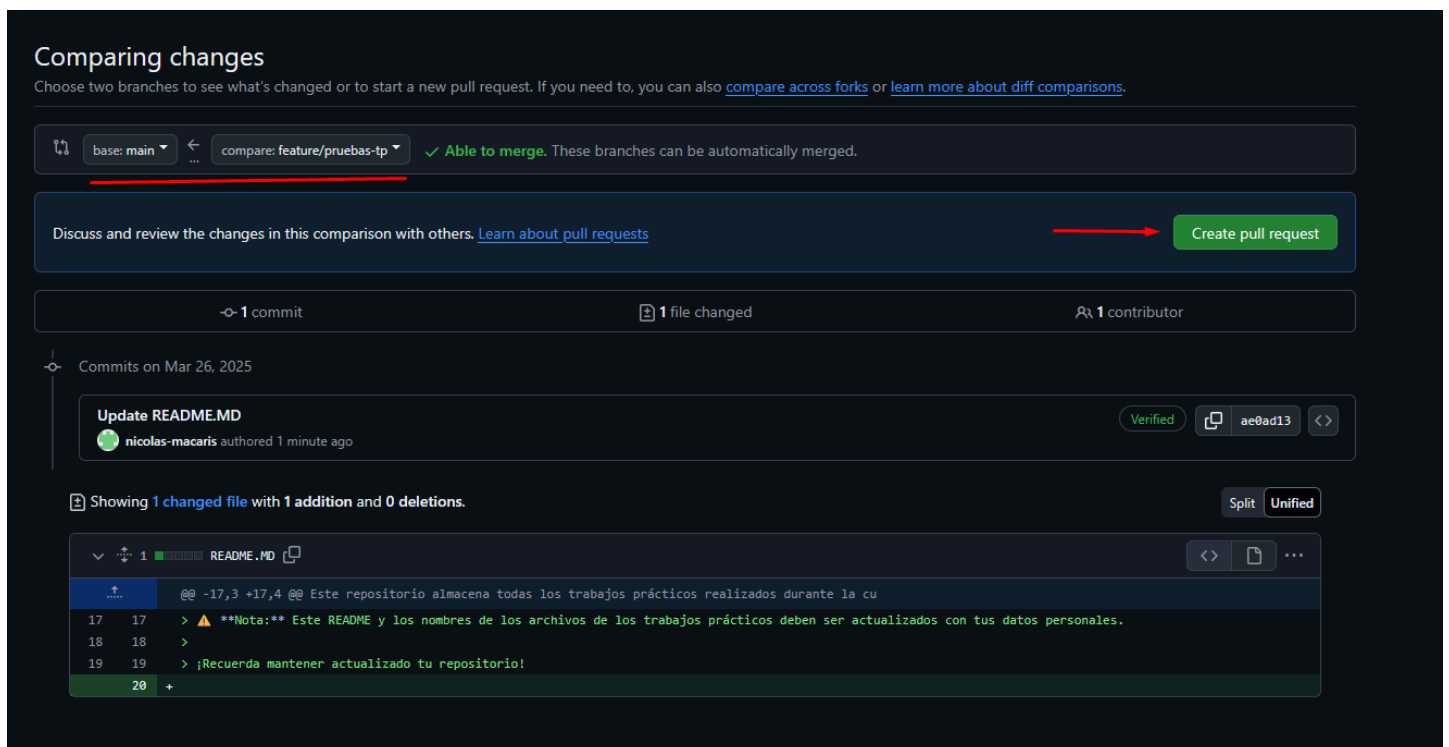 Comparing changes
Choose two branches to see what's changed or to start a new pull request. If you need to, you can also compare across forks or learn more about diff comparisons.
base: main ... compare: feature/pruebas-tp Able to merge. These branches can be automatically merged.
Discuss and review the changes in this comparison with others. Learn about pull requests Create pull request
1 commit 1 file changed 1 contributor
Commits on Mar 26, 2025
Update README.MD
nicolas-macaris authored 1 minute ago
Verified ae0ad13 <>
Showing 1 changed file with 1 addition and 0 deletions. Split Unified
1 README.MD <> ...
@@ -17,3 +17,4 @@ Este repositorio almacena todas los trabajos prácticos realizados durante la cu
17 17 > ⚠ **Nota:** Este README y los nombres de los archivos de los trabajos prácticos deben ser actualizados con tus datos personales.
18 18 >
19 19 > ¡Recuerda mantener actualizado tu repositorio!
20 +